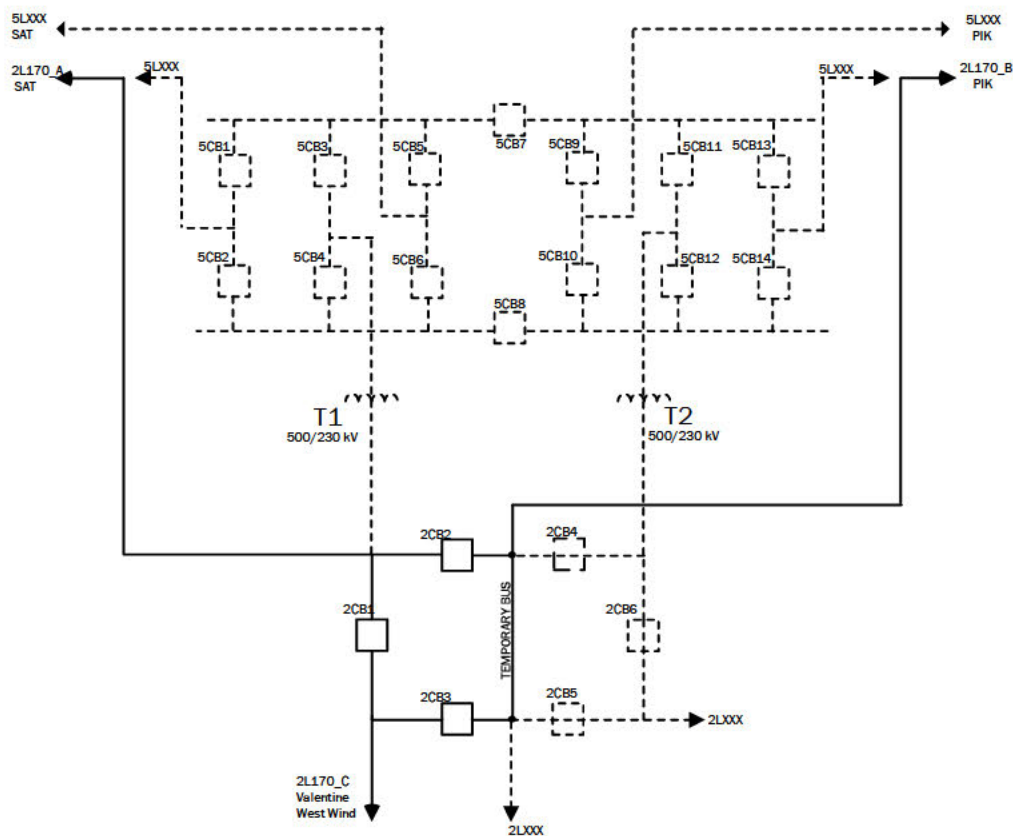 5LXXX
SAT
5LXXX
PIK
2L170_A
SAT
5LXXX
5LXXX
2L170_B
PIK
5CB7
5CB1
5CB3
5CB5
5CB9
5CB11
5CB13
5CB2
5CB4
5CB6
5CB10
5CB12
5CB14
5CB8
T1
500/230 kV
T2
500/230 kV
2CB2
2CB4
2CB1
TEMPORARY BUS
2CB6
2CB3
2CB5
2LXXX
2L170_C
Valentine
West Wind
2LXXX